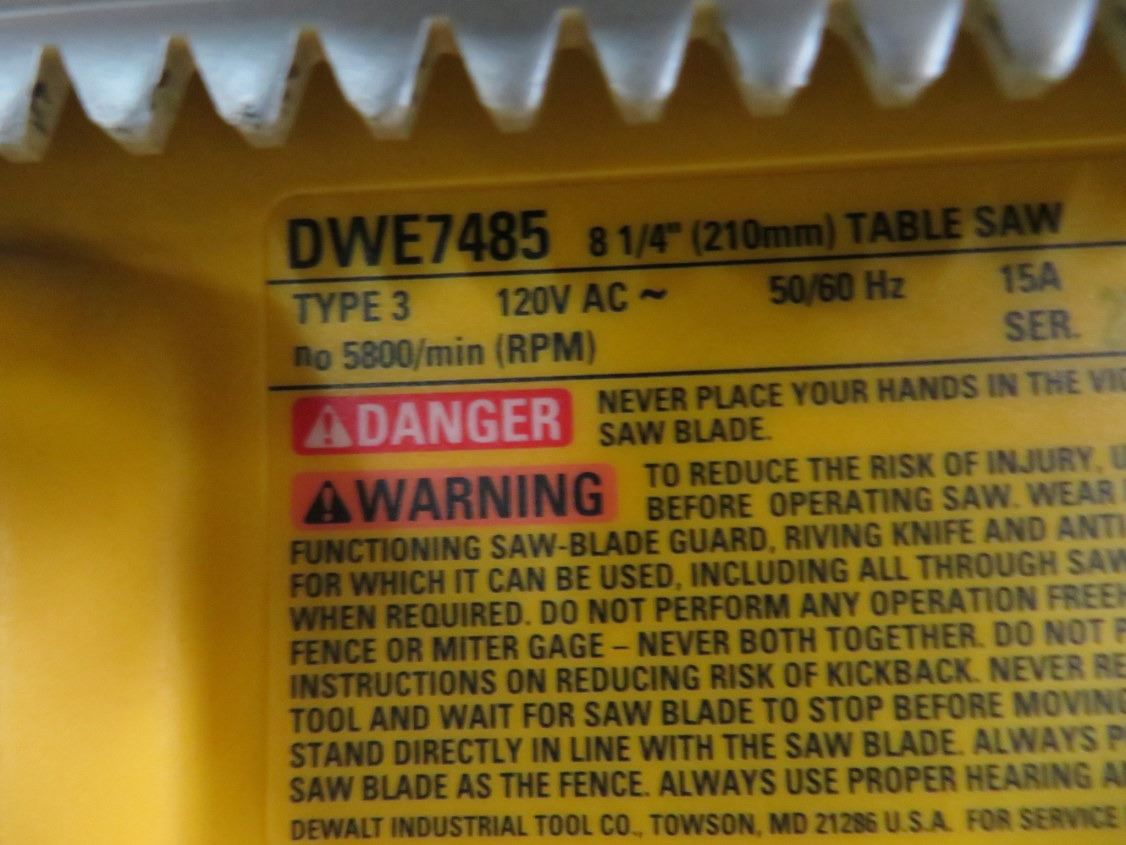 DWE7485 8 1/4" (210mm) TABLE SAW
TYPE 3 120V AC ~ 50/60 Hz 15A
no 5800/min (RPM) SER.
DANGER NEVER PLACE YOUR HANDS IN THE
SAW BLADE.
WARNING TO REDUCE THE RISK OF INJURY,
BEFORE OPERATING SAW. WEAR
FUNCTIONING SAW-BLADE GUARD, RIVING KNIFE AND
FOR WHICH IT CAN BE USED, INCLUDING ALL THROUGH
WHEN REQUIRED. DO NOT PERFORM ANY OPERATION
FENCE OR MITER GAGE – NEVER BOTH TOGETHER. DO NOT
INSTRUCTIONS ON REDUCING RISK OF KICKBACK. NEVER
TOOL AND WAIT FOR SAW BLADE TO STOP BEFORE MOVING
STAND DIRECTLY IN LINE WITH THE SAW BLADE. ALWAYS
SAW BLADE AS THE FENCE. ALWAYS USE PROPER HEARING
DEWALT INDUSTRIAL TOOL CO., TOWSON, MD 21286 U.S.A. FOR SERVICE